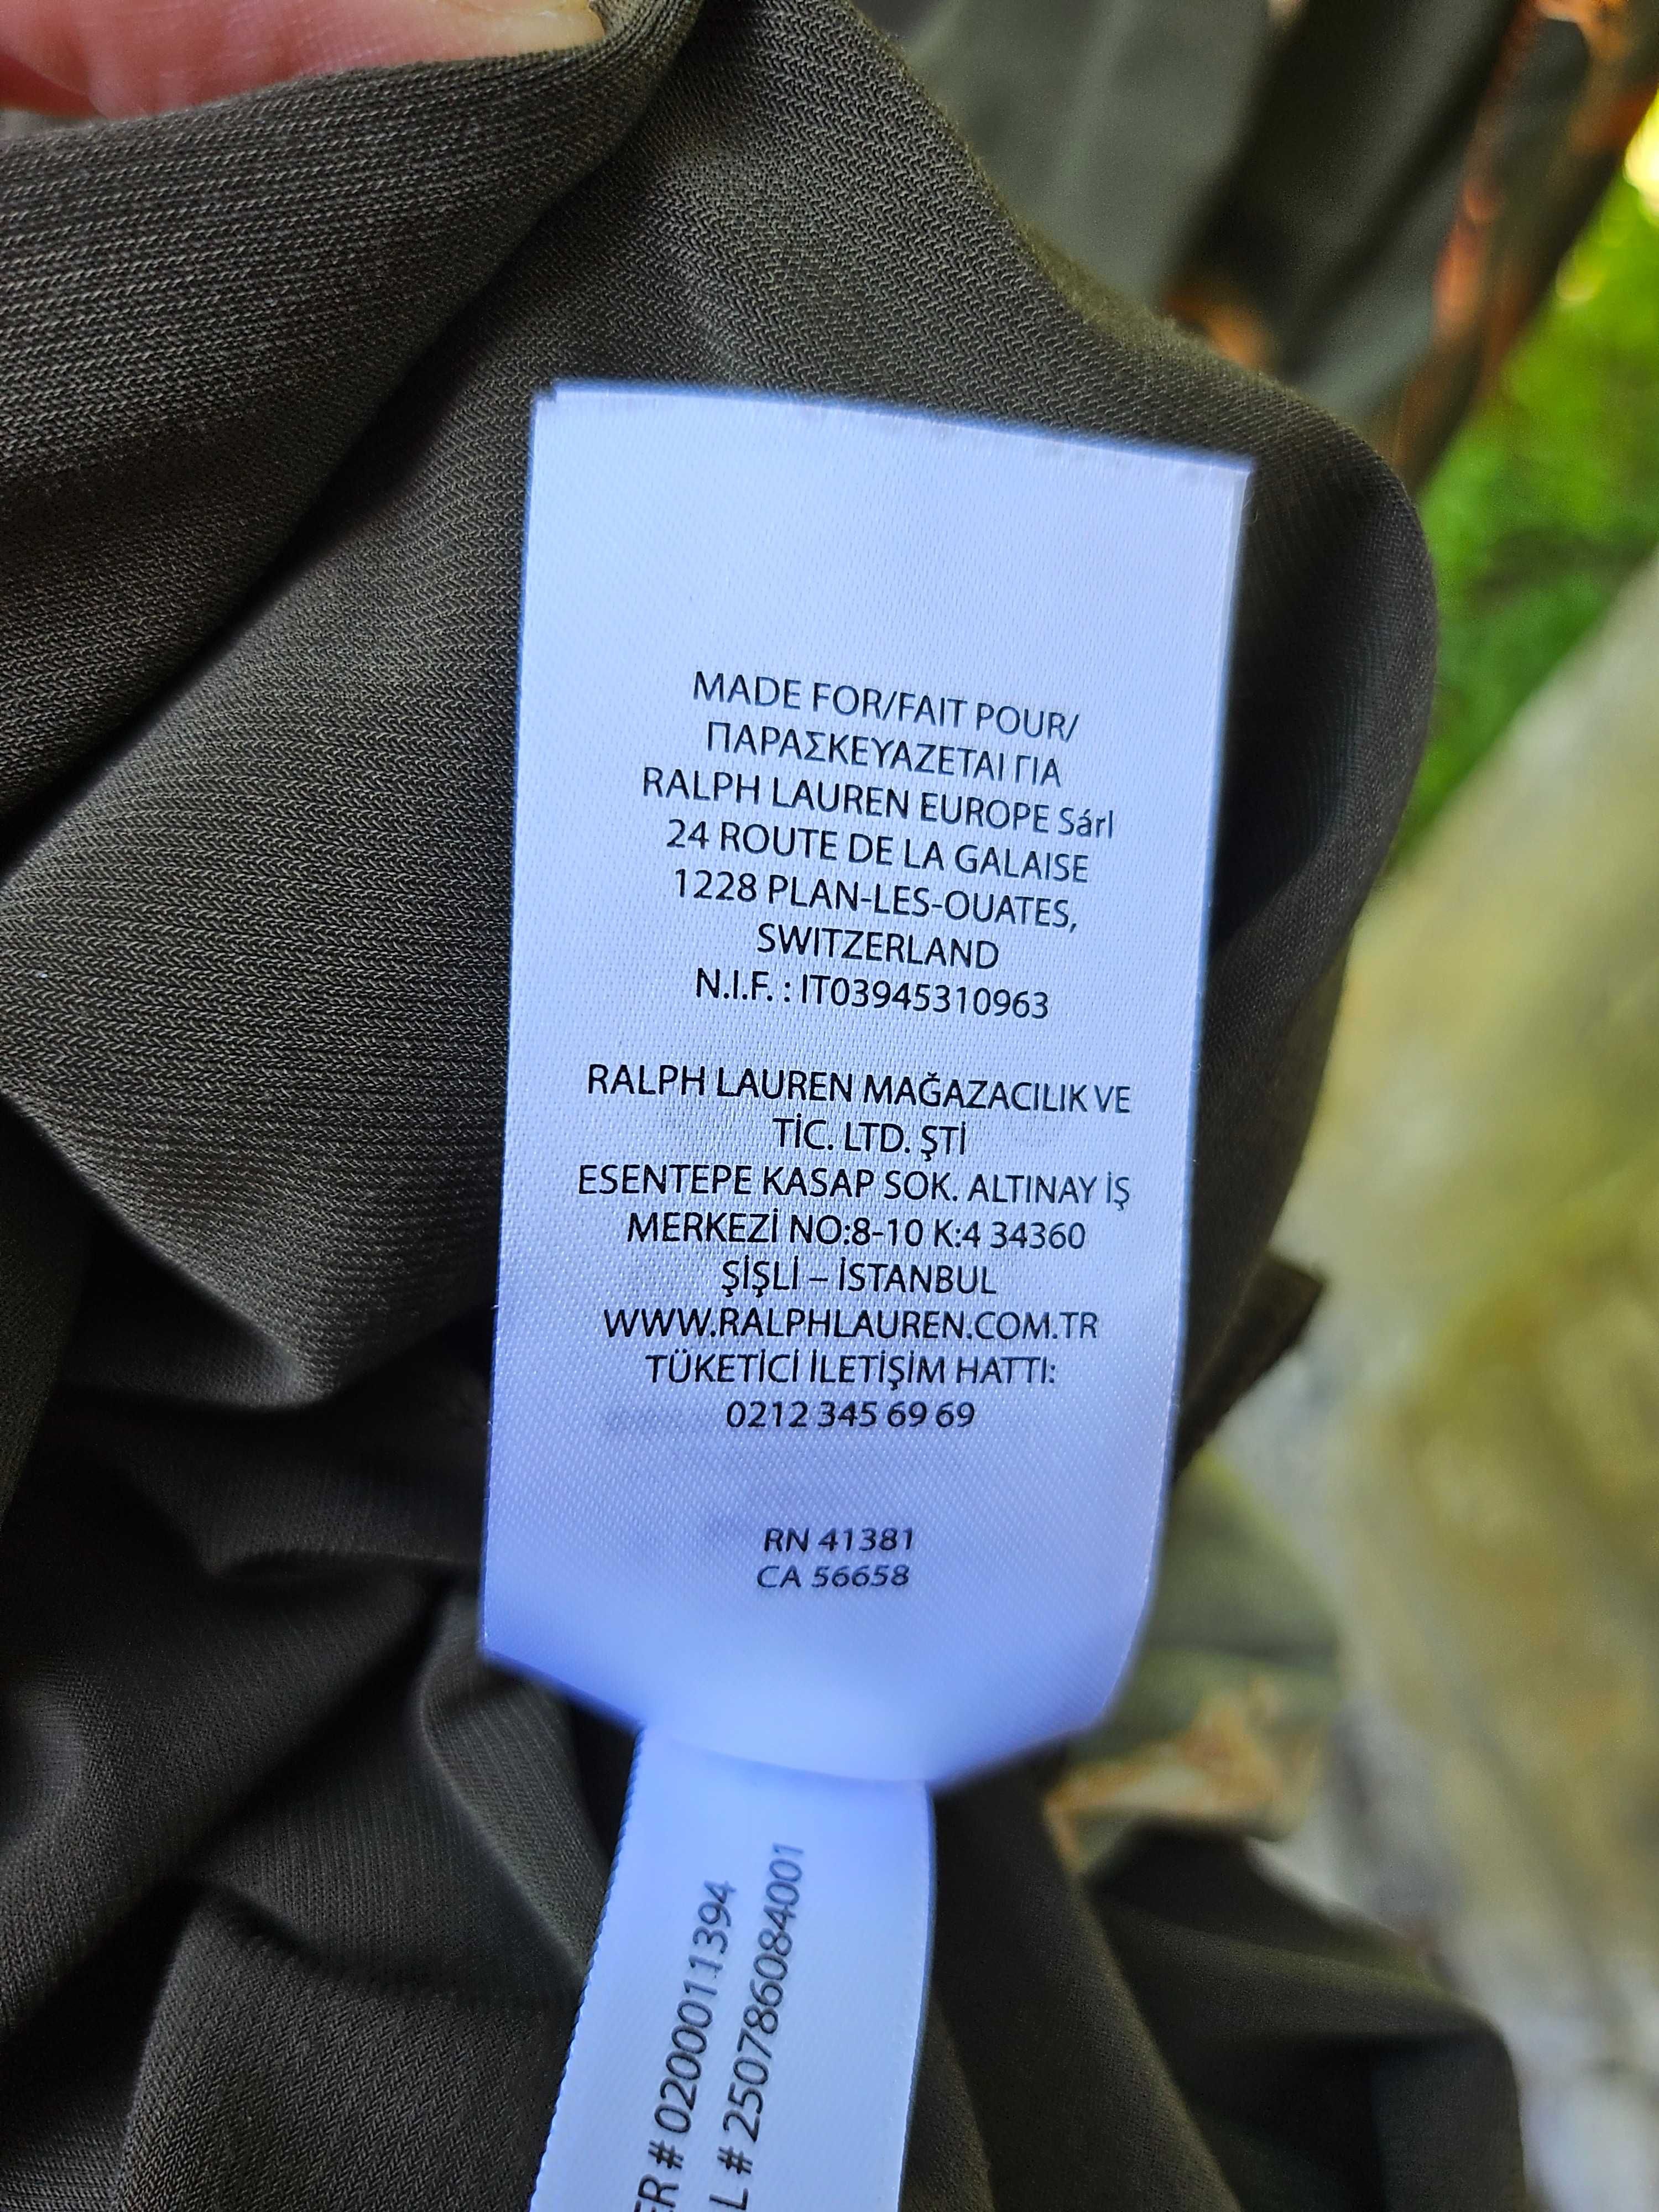 MADE FOR/FAIT POUR/
ΠΑΡΑΣΚΕΥΑΖΕΤΑΙ ΓΙΑ
RALPH LAUREN EUROPE Sárl
24 ROUTE DE LA GALAISE
1228 PLAN-LES-OUATES,
SWITZERLAND
N.I.F. : IT03945310963
RALPH LAUREN MAĞAZACILIK VE
TİC. LTD. ŞTİ
ESENTEPE KASAP SOK. ALTINAY İŞ
MERKEZİ NO:8-10 K:4 34360
ŞİŞLİ – İSTANBUL
WWW.RALPHLAUREN.COM.TR
TÜKETİCİ İLETİŞİM HATTI:
0212 345 69 69
RN 41381
CA 56658
ER # 0200011394
L # 250786084001